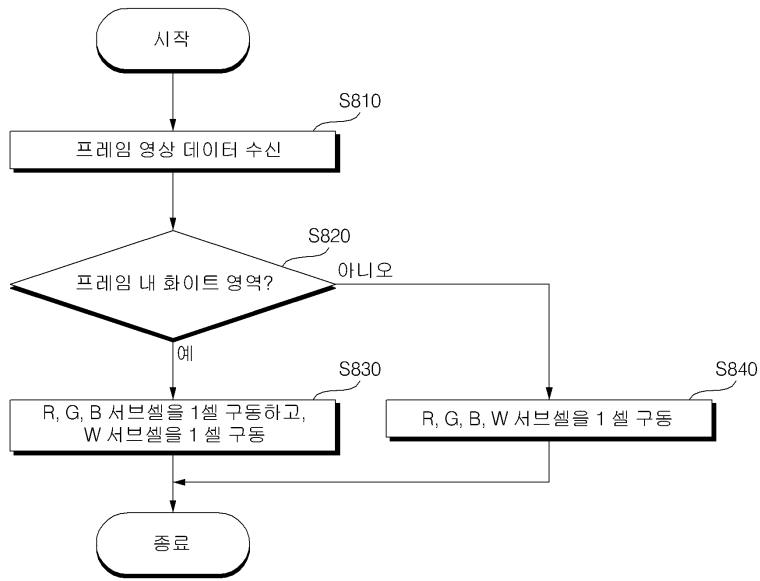 시작
S810
프레임 영상 데이터 수신
S820
프레임 내 화이트 영역?
아니오
예
S830
R, G, B 서브셀을 1셀 구동하고,
W 서브셀을 1 셀 구동
S840
R, G, B, W 서브셀을 1 셀 구동
종료